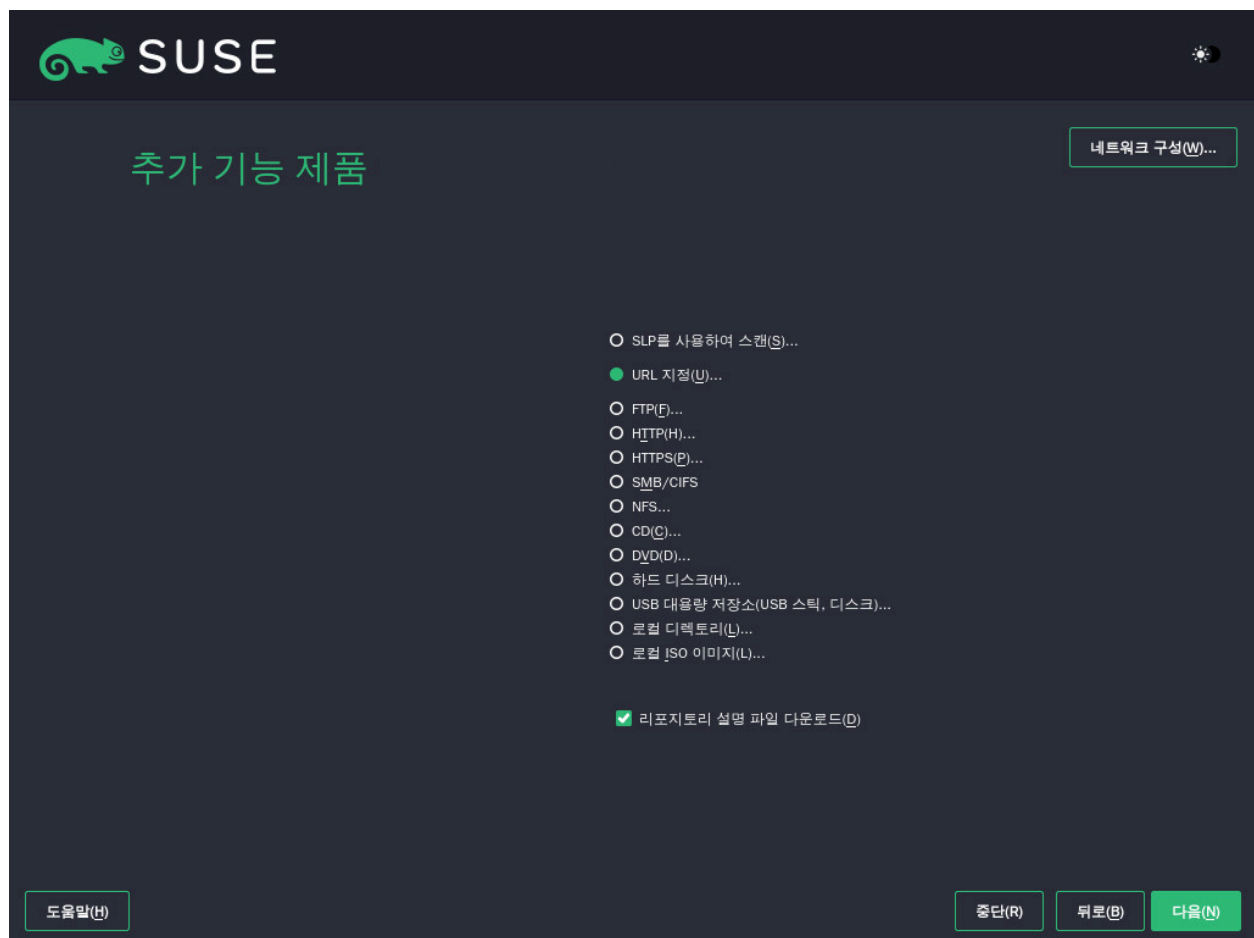 SUSE
추가 기능 제품
네트워크 구성(W)...
SLP를 사용하여 스캔(S)...
URL 지정(U)...
FTP(F)...
HTTP(H)...
HTTPS(P)...
SMB/CIFS
NFS...
CD(C)...
DVD(D)...
하드 디스크(H)...
USB 대용량 저장소(USB 스틱, 디스크)...
로컬 디렉토리(L)...
로컬 ISO 이미지(L)...
리포지토리 설명 파일 다운로드(D)
도움말(H)
중단(R)
뒤로(B)
다음(N)